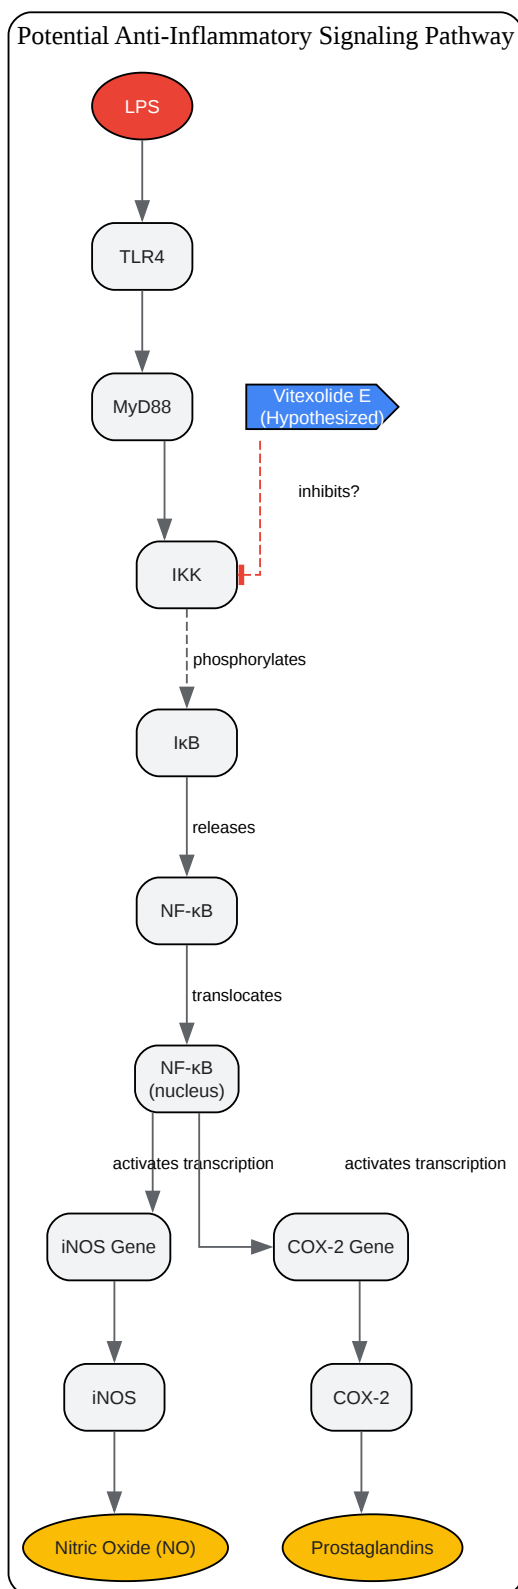 Potential Anti-Inflammatory Signaling Pathway
LPS
TLR4
MyD88
Vitexolide E
(Hypothesized)
inhibits?
IKK
phosphorylates
IκB
releases
NF-κB
translocates
NF-κB
(nucleus)
activates transcription
activates transcription
iNOS Gene
COX-2 Gene
iNOS
COX-2
Nitric Oxide (NO)
Prostaglandins